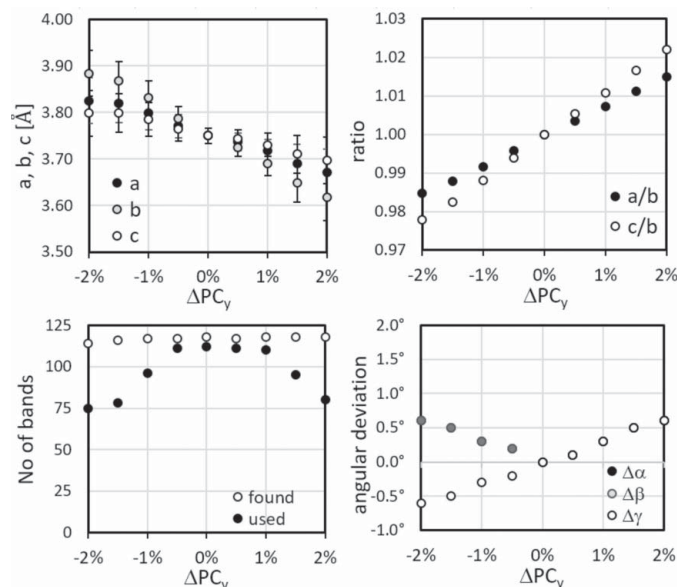 4.00
3.90
3.80
3.70
3.60
3.50
a, b, c [Å]
a
b
c
-2% -1% 0% 1% 2%
ΔPCy
1.03
1.02
1.01
1.00
0.99
0.98
0.97
ratio
a/b
c/b
-2% -1% 0% 1% 2%
ΔPCy
125
100
75
50
25
0
No of bands
found
used
-2% -1% 0% 1% 2%
ΔPCy
2.0°
1.5°
1.0°
0.5°
0.0°
-0.5°
-1.0°
angular deviation
Δα
Δβ
Δγ
-2% -1% 0% 1% 2%
ΔPCy